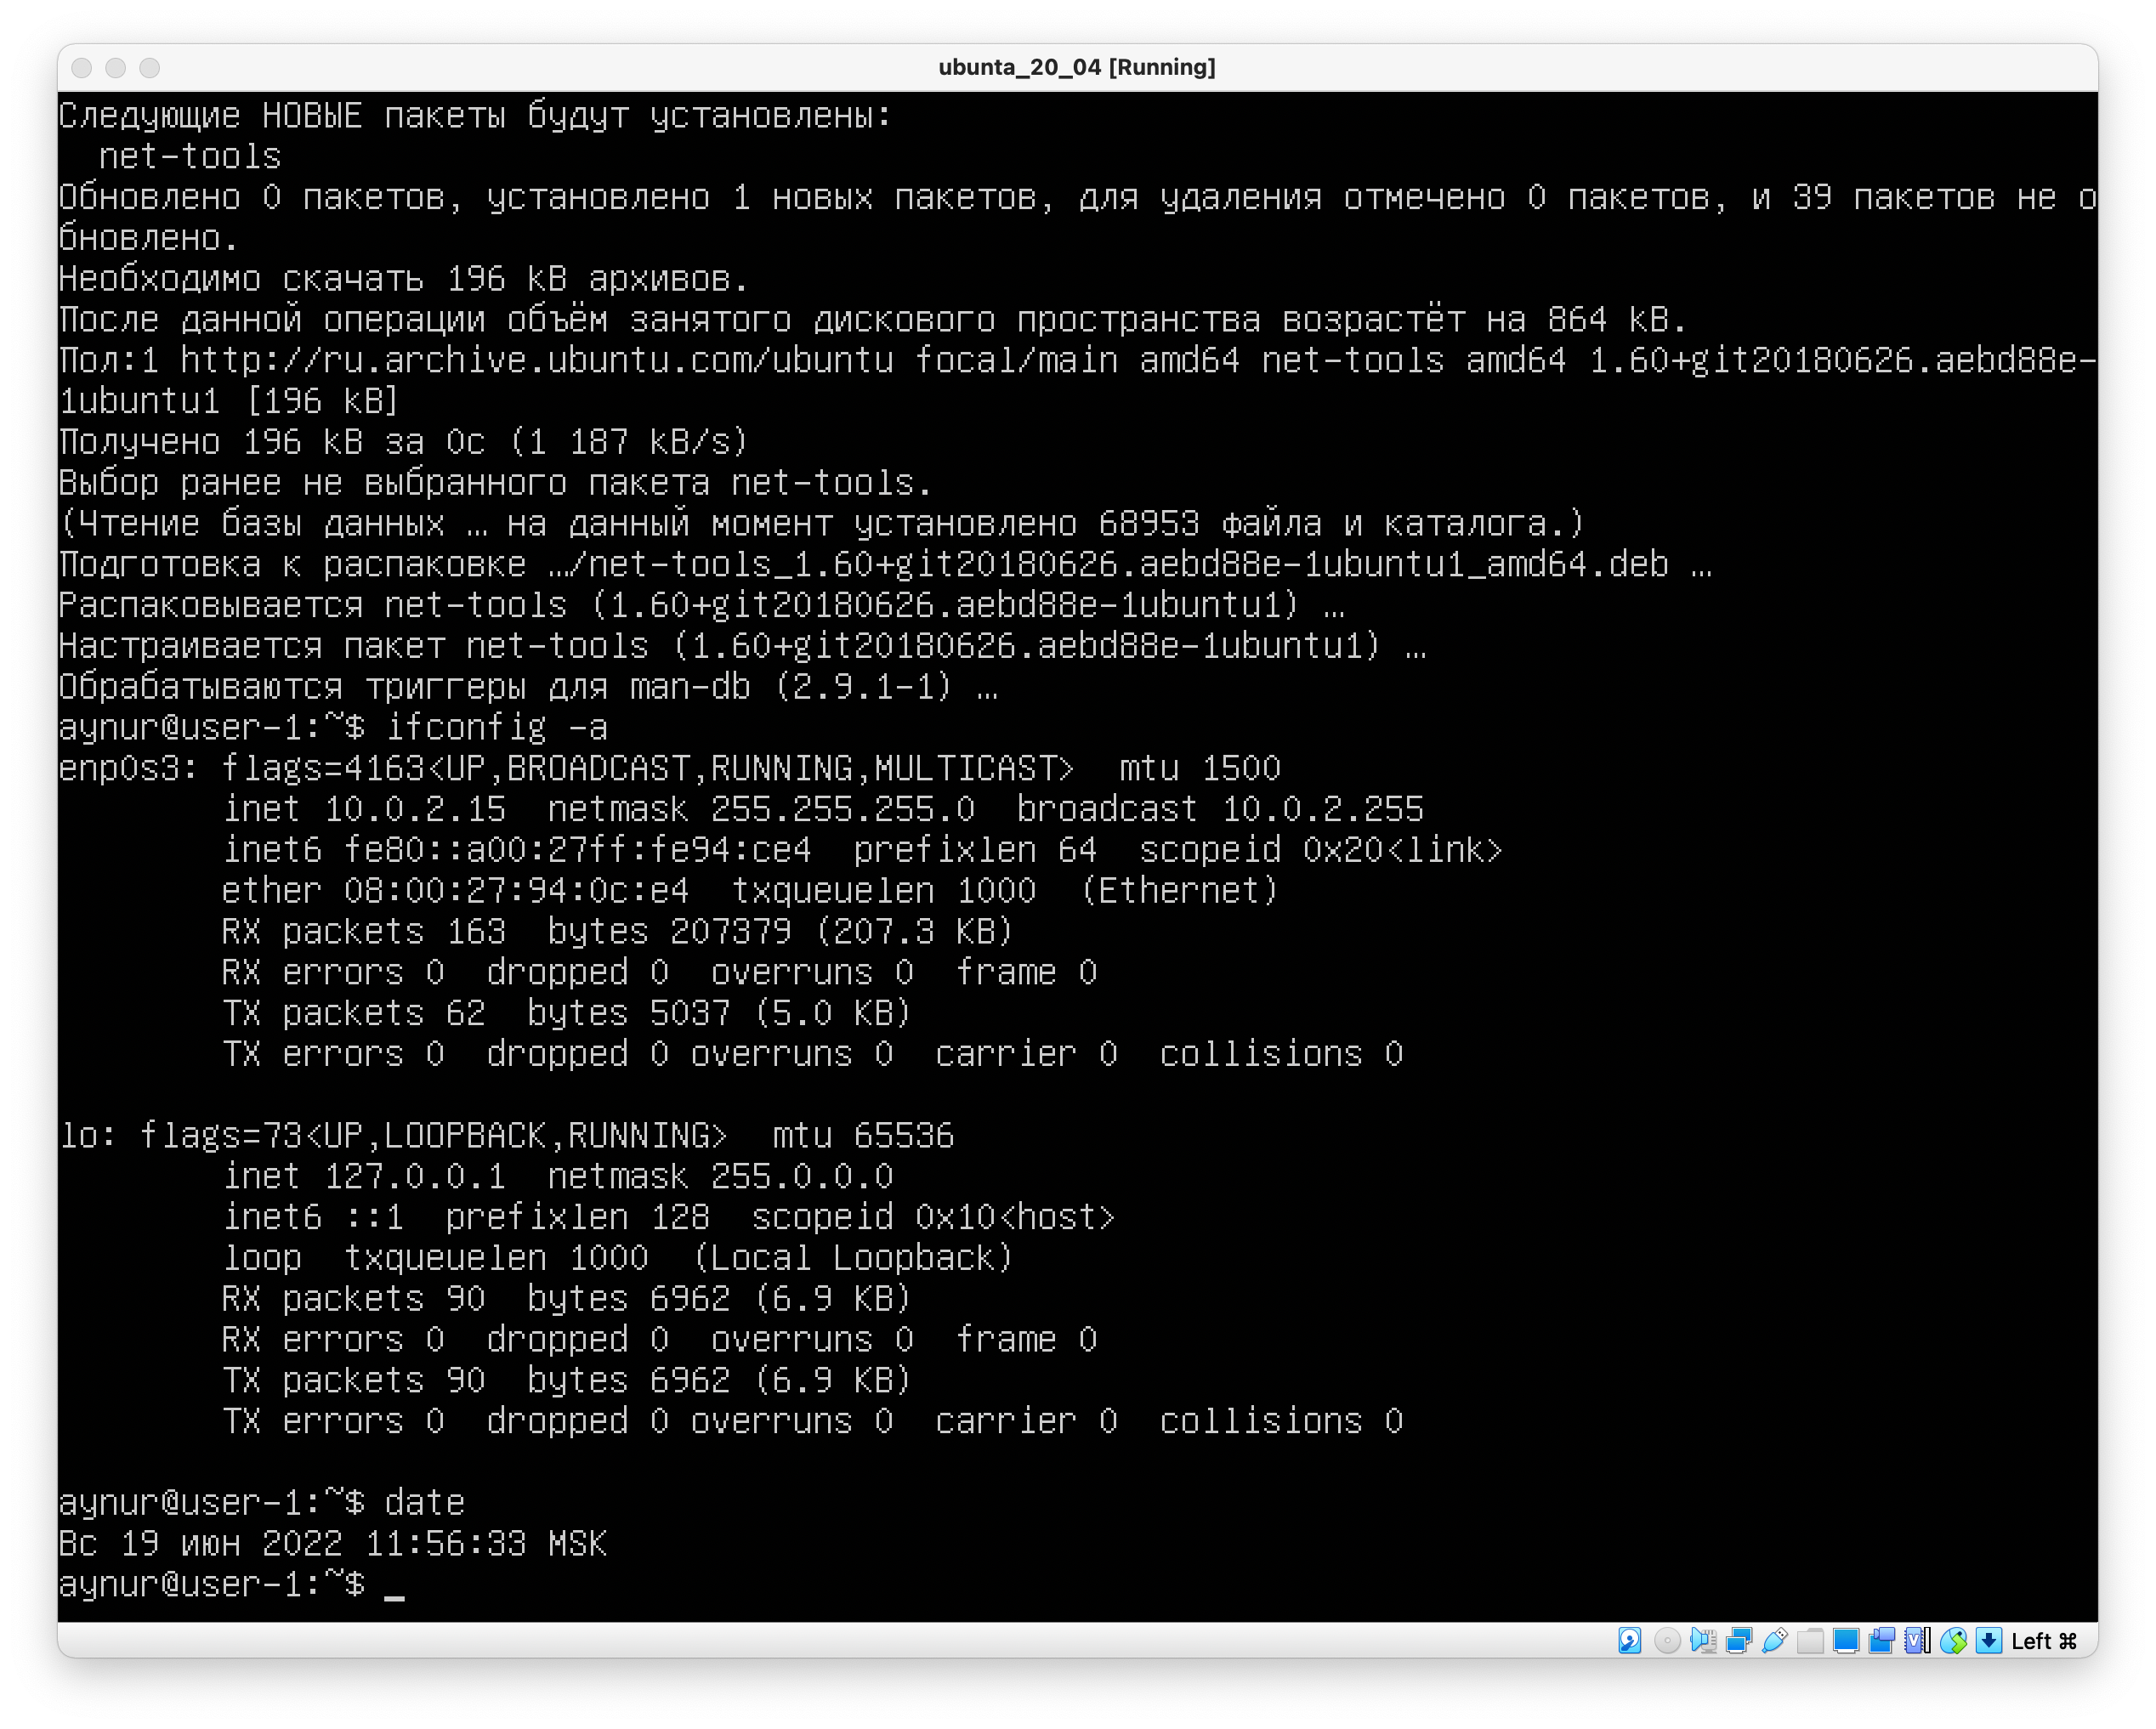 ubunta_20_04 [Running]
Следующие НОВЫЕ пакеты будут установлены:
  net-tools
Обновлено 0 пакетов, установлено 1 новых пакетов, для удаления отмечено 0 пакетов, и 39 пакетов не о
бновлено.
Необходимо скачать 196 kB архивов.
После данной операции объём занятого дискового пространства возрастёт на 864 kB.
Пол:1 http://ru.archive.ubuntu.com/ubuntu focal/main amd64 net-tools amd64 1.60+git20180626.aebd88e-
1ubuntu1 [196 kB]
Получено 196 kB за 0с (1 187 kB/s)
Выбор ранее не выбранного пакета net-tools.
(Чтение базы данных … на данный момент установлено 68953 файла и каталога.)
Подготовка к распаковке …/net-tools_1.60+git20180626.aebd88e-1ubuntu1_amd64.deb …
Распаковывается net-tools (1.60+git20180626.aebd88e-1ubuntu1) …
Настраивается пакет net-tools (1.60+git20180626.aebd88e-1ubuntu1) …
Обрабатываются триггеры для man-db (2.9.1-1) …
aynur@user-1:~$ ifconfig -a
enp0s3: flags=4163<UP,BROADCAST,RUNNING,MULTICAST>  mtu 1500
        inet 10.0.2.15  netmask 255.255.255.0  broadcast 10.0.2.255
        inet6 fe80::a00:27ff:fe94:ce4  prefixlen 64  scopeid 0x20<link>
        ether 08:00:27:94:0c:e4  txqueuelen 1000  (Ethernet)
        RX packets 163  bytes 207379 (207.3 KB)
        RX errors 0  dropped 0  overruns 0  frame 0
        TX packets 62  bytes 5037 (5.0 KB)
        TX errors 0  dropped 0 overruns 0  carrier 0  collisions 0
lo: flags=73<UP,LOOPBACK,RUNNING>  mtu 65536
        inet 127.0.0.1  netmask 255.0.0.0
        inet6 ::1  prefixlen 128  scopeid 0x10<host>
        loop  txqueuelen 1000  (Local Loopback)
        RX packets 90  bytes 6962 (6.9 KB)
        RX errors 0  dropped 0  overruns 0  frame 0
        TX packets 90  bytes 6962 (6.9 KB)
        TX errors 0  dropped 0 overruns 0  carrier 0  collisions 0
aynur@user-1:~$ date
Вс 19 июн 2022 11:56:33 MSK
aynur@user-1:~$ _
Left ⌘